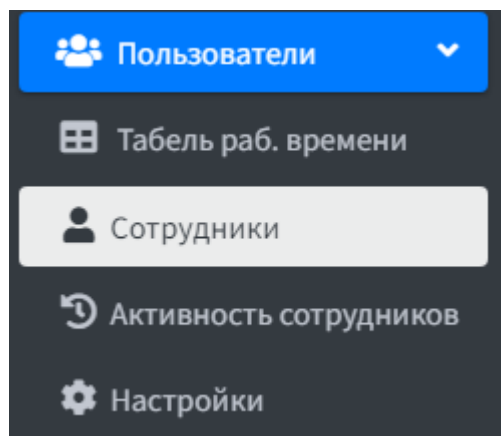 Пользователи
Табель раб. времени
Сотрудники
Активность сотрудников
Настройки